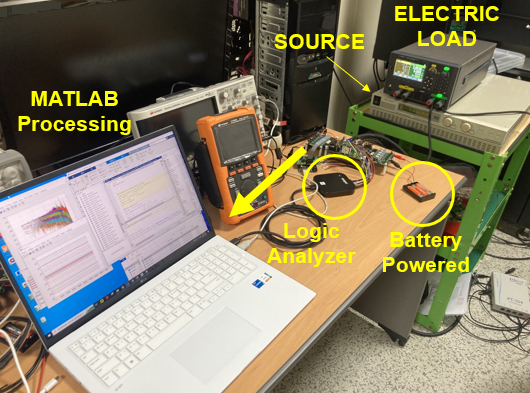 ELECTRIC
LOAD
SOURCE
MATLAB
Processing
Logic
Analyzer
Battery
Powered